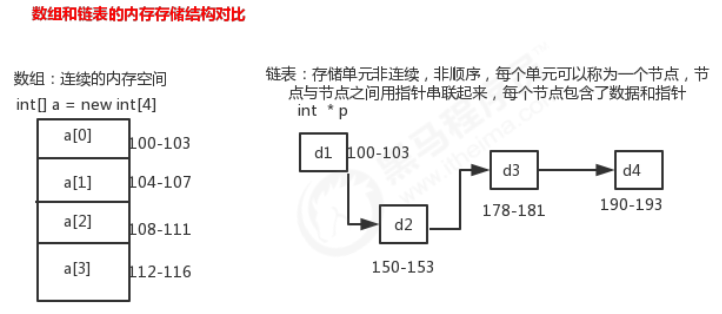 数组和链表的内存存储结构对比
数组：连续的内存空间
int[] a = new int[4]
a[0]
100-103
a[1]
104-107
a[2]
108-111
a[3]
112-116
链表：存储单元非连续，非顺序，每个单元可以称为一个节点，节
点与节点之间用指针串联起来，每个节点包含了数据和指针
int * p
d1
100-103
d2
150-153
d3
178-181
d4
190-193
黑马程序员
www.itheima.com